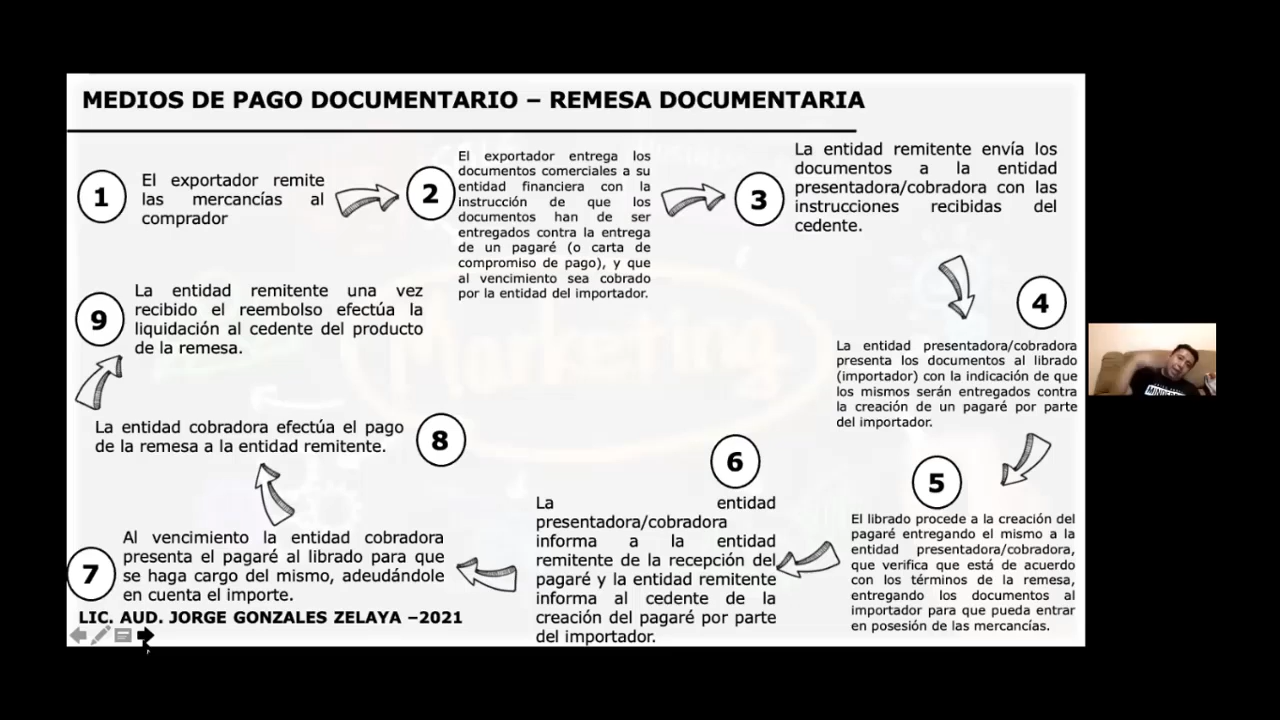 MEDIOS DE PAGO DOCUMENTARIO – REMESA DOCUMENTARIA
1
El exportador remite
las mercancías al
comprador
2
El exportador entrega los
documentos comerciales a su
entidad financiera con la
instrucción de que los
documentos han de ser
entregados contra la entrega
de un pagaré (o carta de
compromiso de pago), y que
al vencimiento sea cobrado
por la entidad del importador.
3
La entidad remitente envía los
documentos a la entidad
presentadora/cobradora con las
instrucciones recibidas del
cedente.
4
La entidad presentadora/cobradora
presenta los documentos al librado
(importador) con la indicación de que
los mismos serán entregados contra
la creación de un pagaré por parte
del importador.
5
El librado procede a la creación del
pagaré entregando el mismo a la
entidad presentadora/cobradora,
que verifica que está de acuerdo
con los términos de la remesa,
entregando los documentos al
importador para que pueda entrar
en posesión de las mercancías.
6
La entidad
presentadora/cobradora
informa a la entidad
remitente de la recepción del
pagaré y la entidad remitente
informa al cedente de la
creación del pagaré por parte
del importador.
7
Al vencimiento la entidad cobradora
presenta el pagaré al librado para que
se haga cargo del mismo, adeudándole
en cuenta el importe.
8
La entidad cobradora efectúa el pago
de la remesa a la entidad remitente.
9
La entidad remitente una vez
recibido el reembolso efectúa la
liquidación al cedente del producto
de la remesa.
Marketing
LIC. AUD. JORGE GONZALES ZELAYA –2021